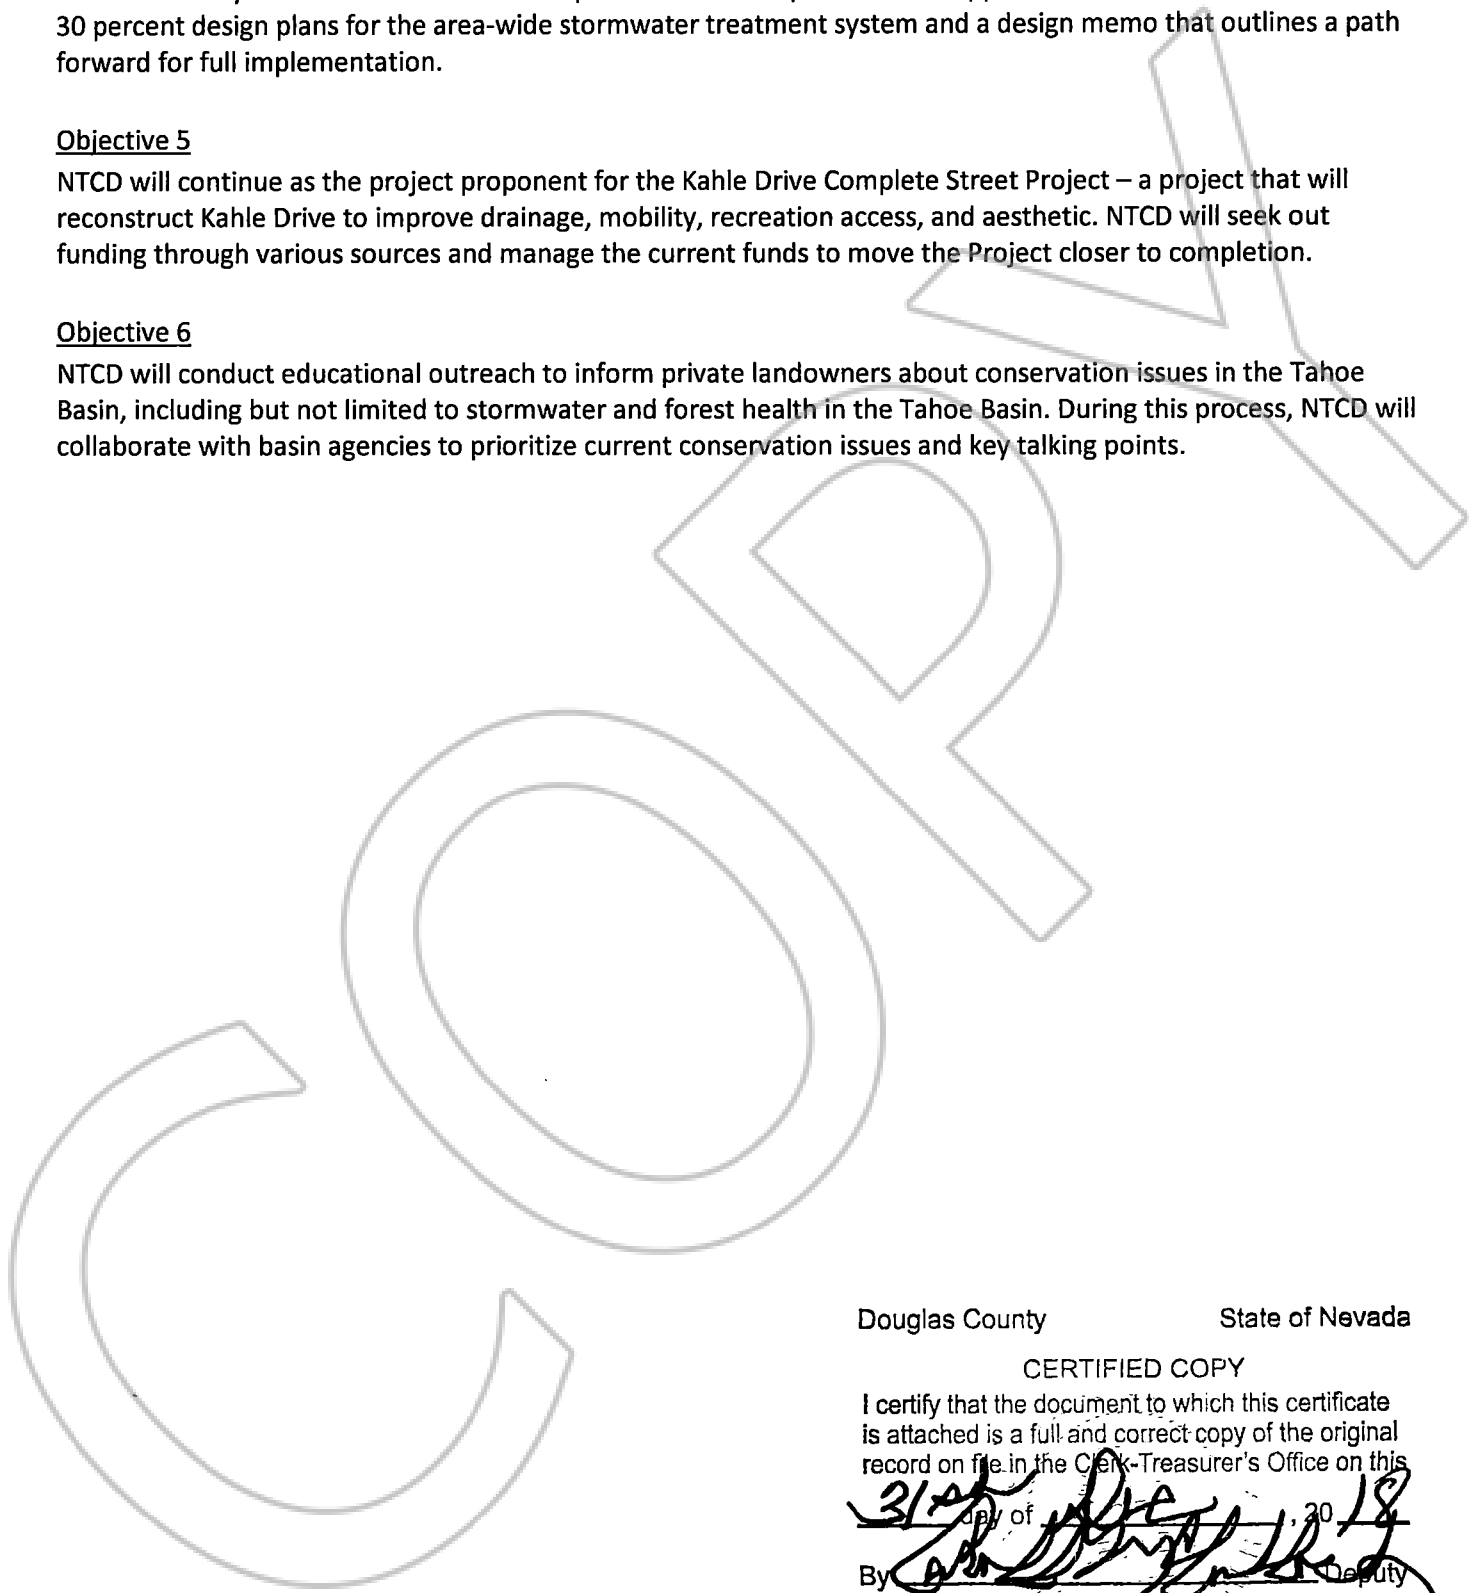 30 percent design plans for the area-wide stormwater treatment system and a design memo that outlines a path
forward for full implementation.
Objective 5
NTCD will continue as the project proponent for the Kahle Drive Complete Street Project – a project that will
reconstruct Kahle Drive to improve drainage, mobility, recreation access, and aesthetic. NTCD will seek out
funding through various sources and manage the current funds to move the Project closer to completion.
Objective 6
NTCD will conduct educational outreach to inform private landowners about conservation issues in the Tahoe
Basin, including but not limited to stormwater and forest health in the Tahoe Basin. During this process, NTCD will
collaborate with basin agencies to prioritize current conservation issues and key talking points.
COPY
Douglas County State of Nevada
CERTIFIED COPY
I certify that the document to which this certificate
is attached is a full and correct copy of the original
record on file in the Clerk-Treasurer's Office on this
31st day of Dec, 20 18
By Deputy